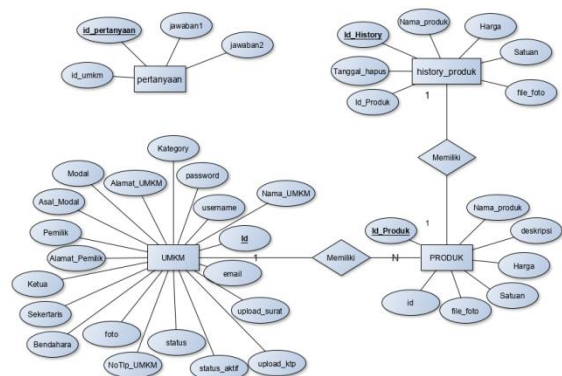 id_pertanyaan
jawaban1
jawaban2
id_umkm
pertanyaan
Id_History
Nama_produk
Harga
Satuan
Tanggal_hapus
history_produk
Id_Produk
file_foto
1
Memiliki
1
Kategory
Modal
Alamat_UMKM
password
Nama_UMKM
Asal_Modal
username
Pemilik
Id
Alamat_Pemilik
UMKM
1
Memiliki
N
PRODUK
Id_Produk
Nama_produk
deskripsi
Harga
Satuan
file_foto
id
email
Ketua
Sekertaris
upload_surat
Bendahara
foto
status
NoTlp_UMKM
status_aktif
upload_ktp